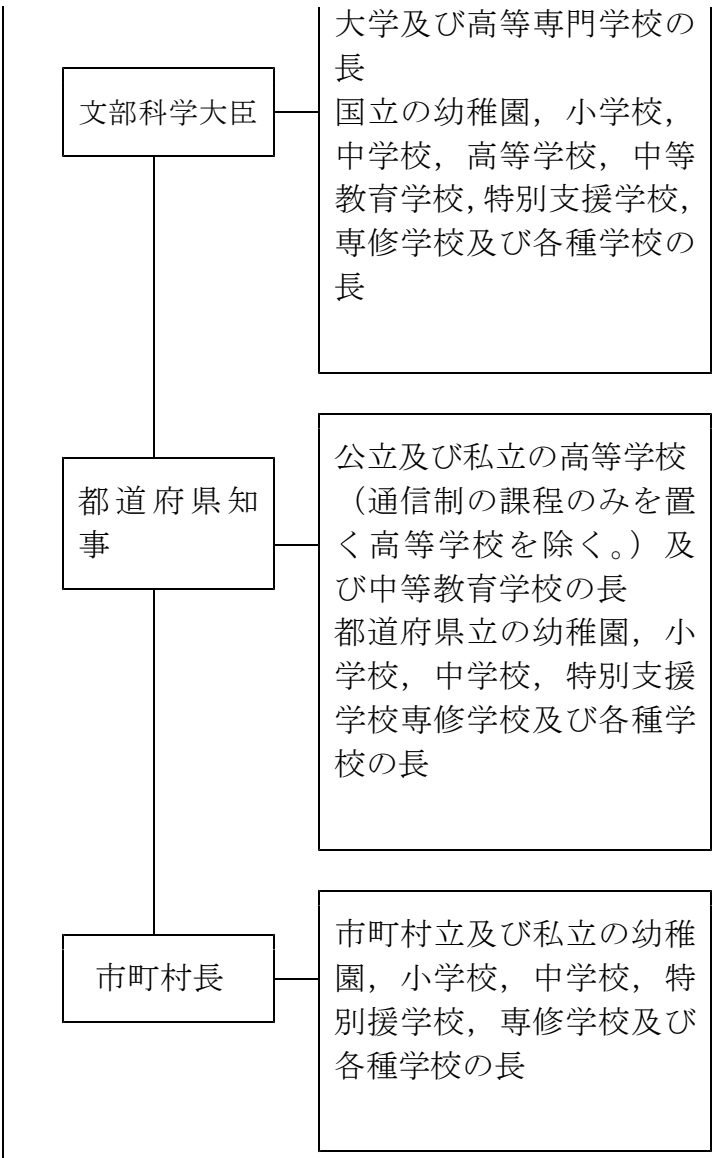 大学及び高等専門学校の
長
文部科学大臣
国立の幼稚園，小学校，
中学校，高等学校，中等
教育学校，特別支援学校，
専修学校及び各種学校の
長
都道府県知
事
公立及び私立の高等学校
（通信制の課程のみを置
く高等学校を除く。）及
び中等教育学校の長
都道府県立の幼稚園，小
学校，中学校，特別支援
学校専修学校及び各種学
校の長
市町村長
市町村立及び私立の幼稚
園，小学校，中学校，特
別援学校，専修学校及び
各種学校の長